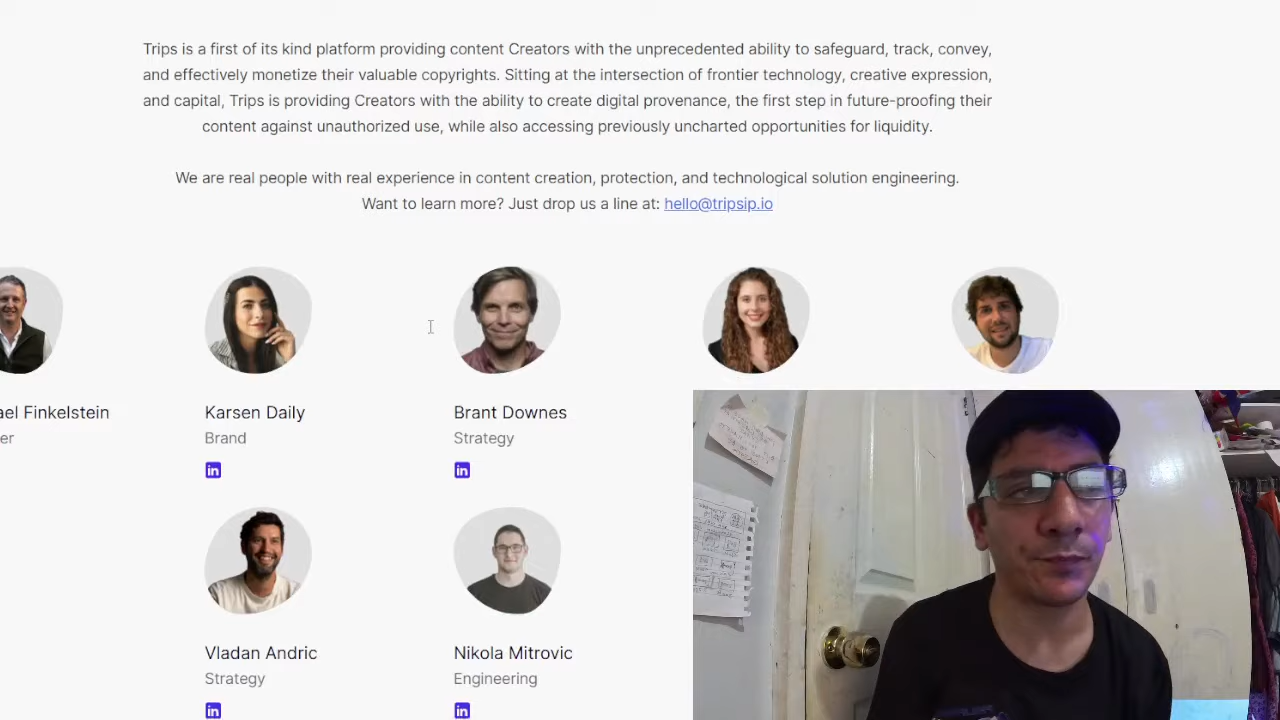 Trips is a first of its kind platform providing content Creators with the unprecedented ability to safeguard, track, convey,
and effectively monetize their valuable copyrights. Sitting at the intersection of frontier technology, creative expression,
and capital, Trips is providing Creators with the ability to create digital provenance, the first step in future-proofing their
content against unauthorized use, while also accessing previously uncharted opportunities for liquidity.
We are real people with real experience in content creation, protection, and technological solution engineering.
Want to learn more? Just drop us a line at: hello@tripsip.io
ael Finkelstein
er
Karsen Daily
Brand
in
Brant Downes
Strategy
in
Vladan Andric
Strategy
in
Nikola Mitrovic
Engineering
in